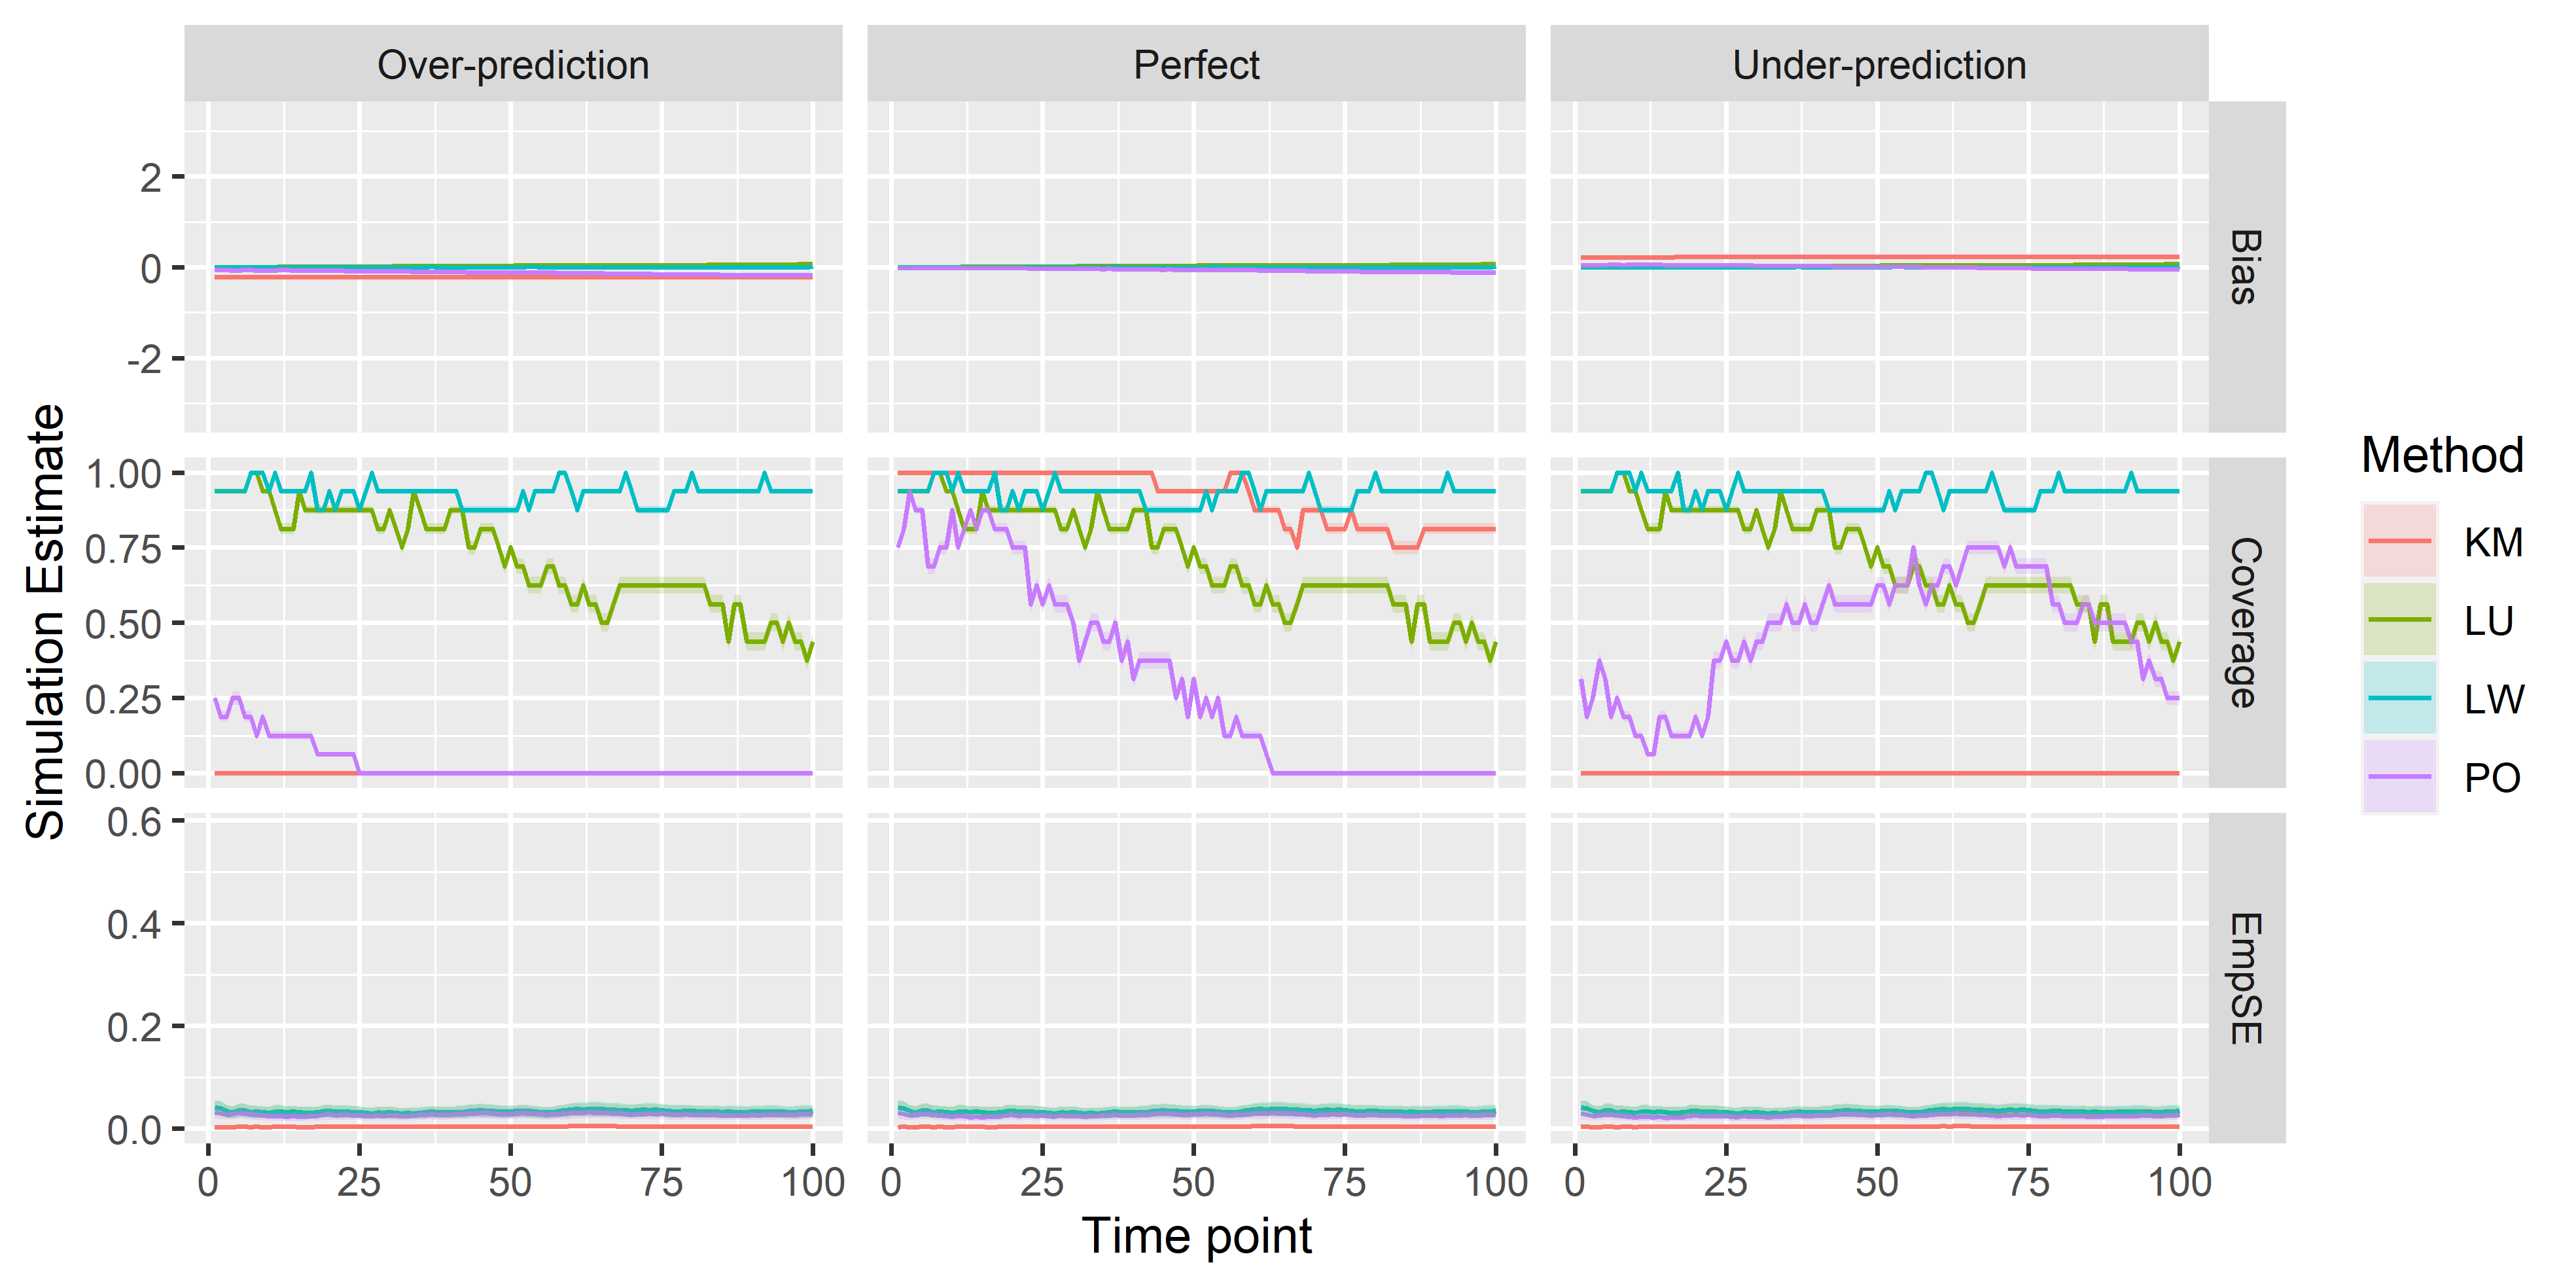 Over-prediction
Perfect
Under-prediction
2
0
-2
Bias
1.00
0.75
0.50
0.25
0.00
Coverage
0.6
0.4
0.2
0.0
EmpSE
0 25 50 75 100
0 25 50 75 100
0 25 50 75 100
Time point
Simulation Estimate
Method
KM
LU
LW
PO